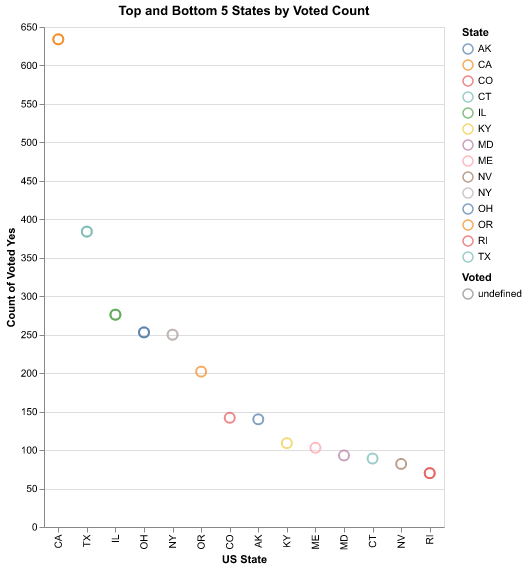 Top and Bottom 5 States by Voted Count
650
600
550
500
450
400
350
300
250
200
150
100
50
0
Count of Voted Yes
CA
TX
IL
OH
NY
OR
CO
AK
KY
ME
MD
CT
NV
RI
US State
State
AK
CA
CO
CT
IL
KY
MD
ME
NV
NY
OH
OR
RI
TX
Voted
undefined